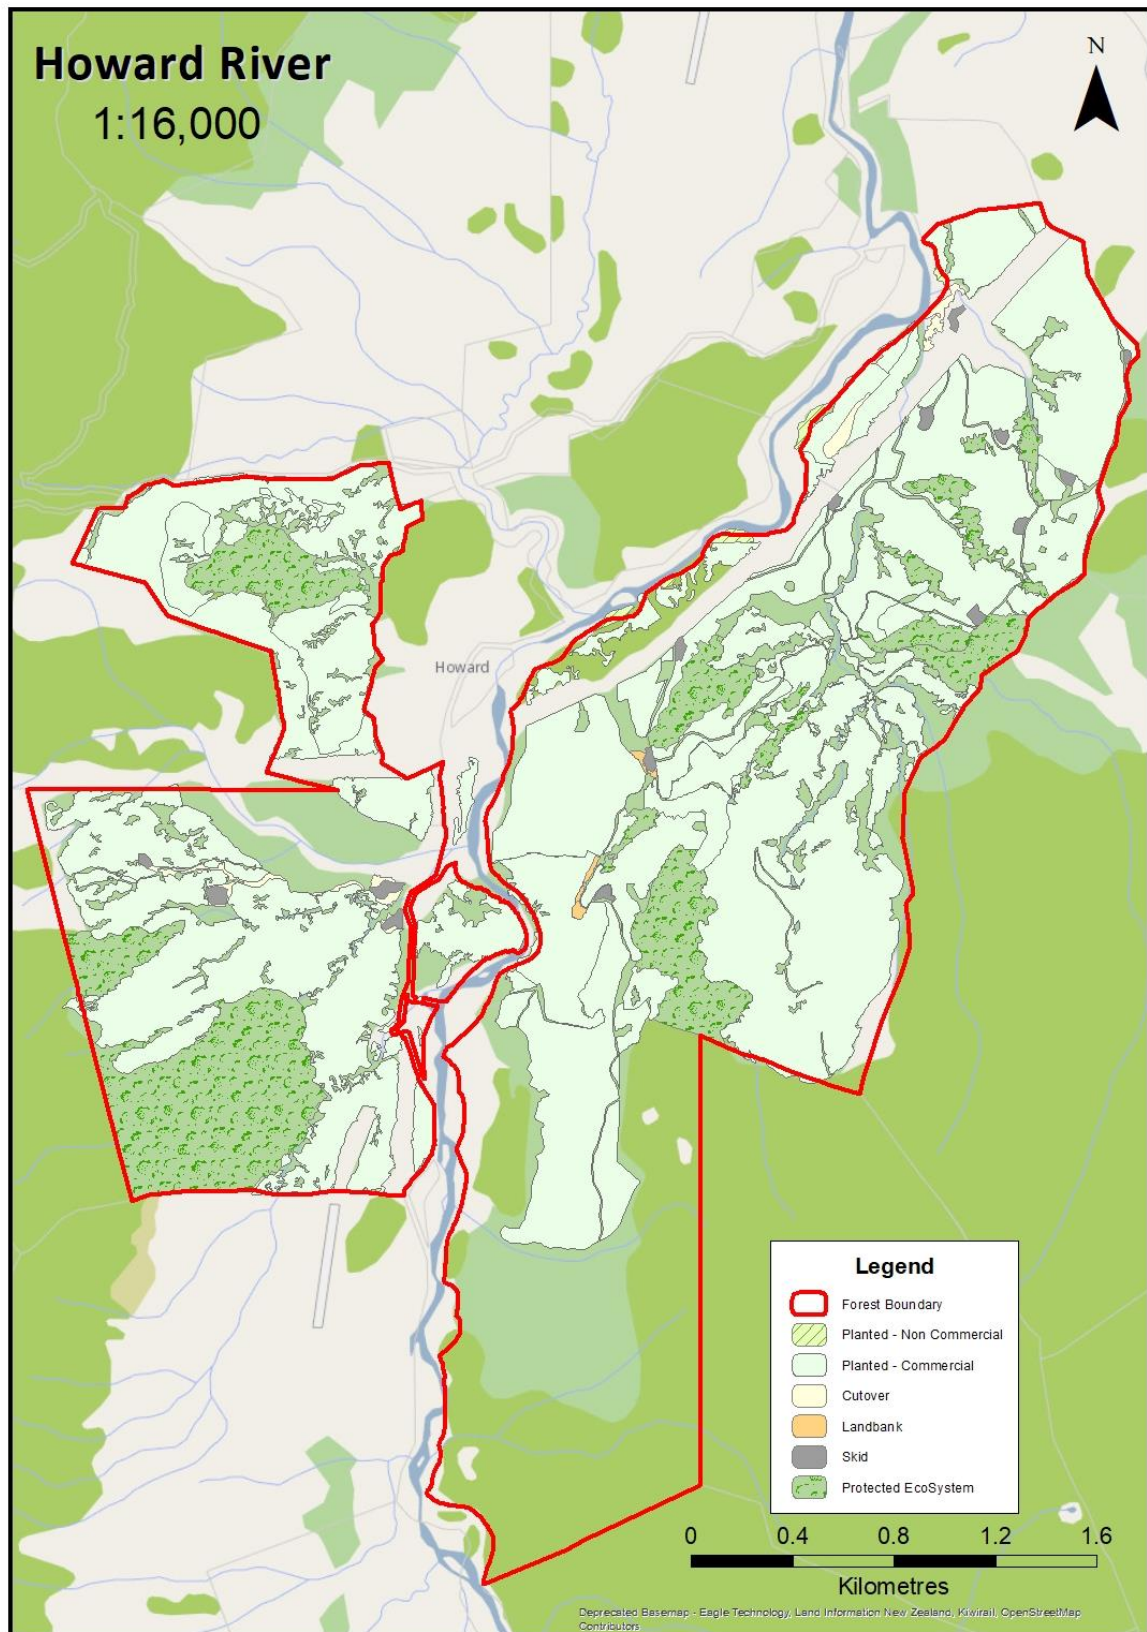 Howard River
1:16,000
N
Howard
Legend
Forest Boundary
Planted - Non Commercial
Planted - Commercial
Cutover
Landbank
Skid
Protected EcoSystem
0 0.4 0.8 1.2 1.6
Kilometres
Deprecated Basemap - Eagle Technology, Land Information New Zealand, Kiwirail, OpenStreetMap
Contributors